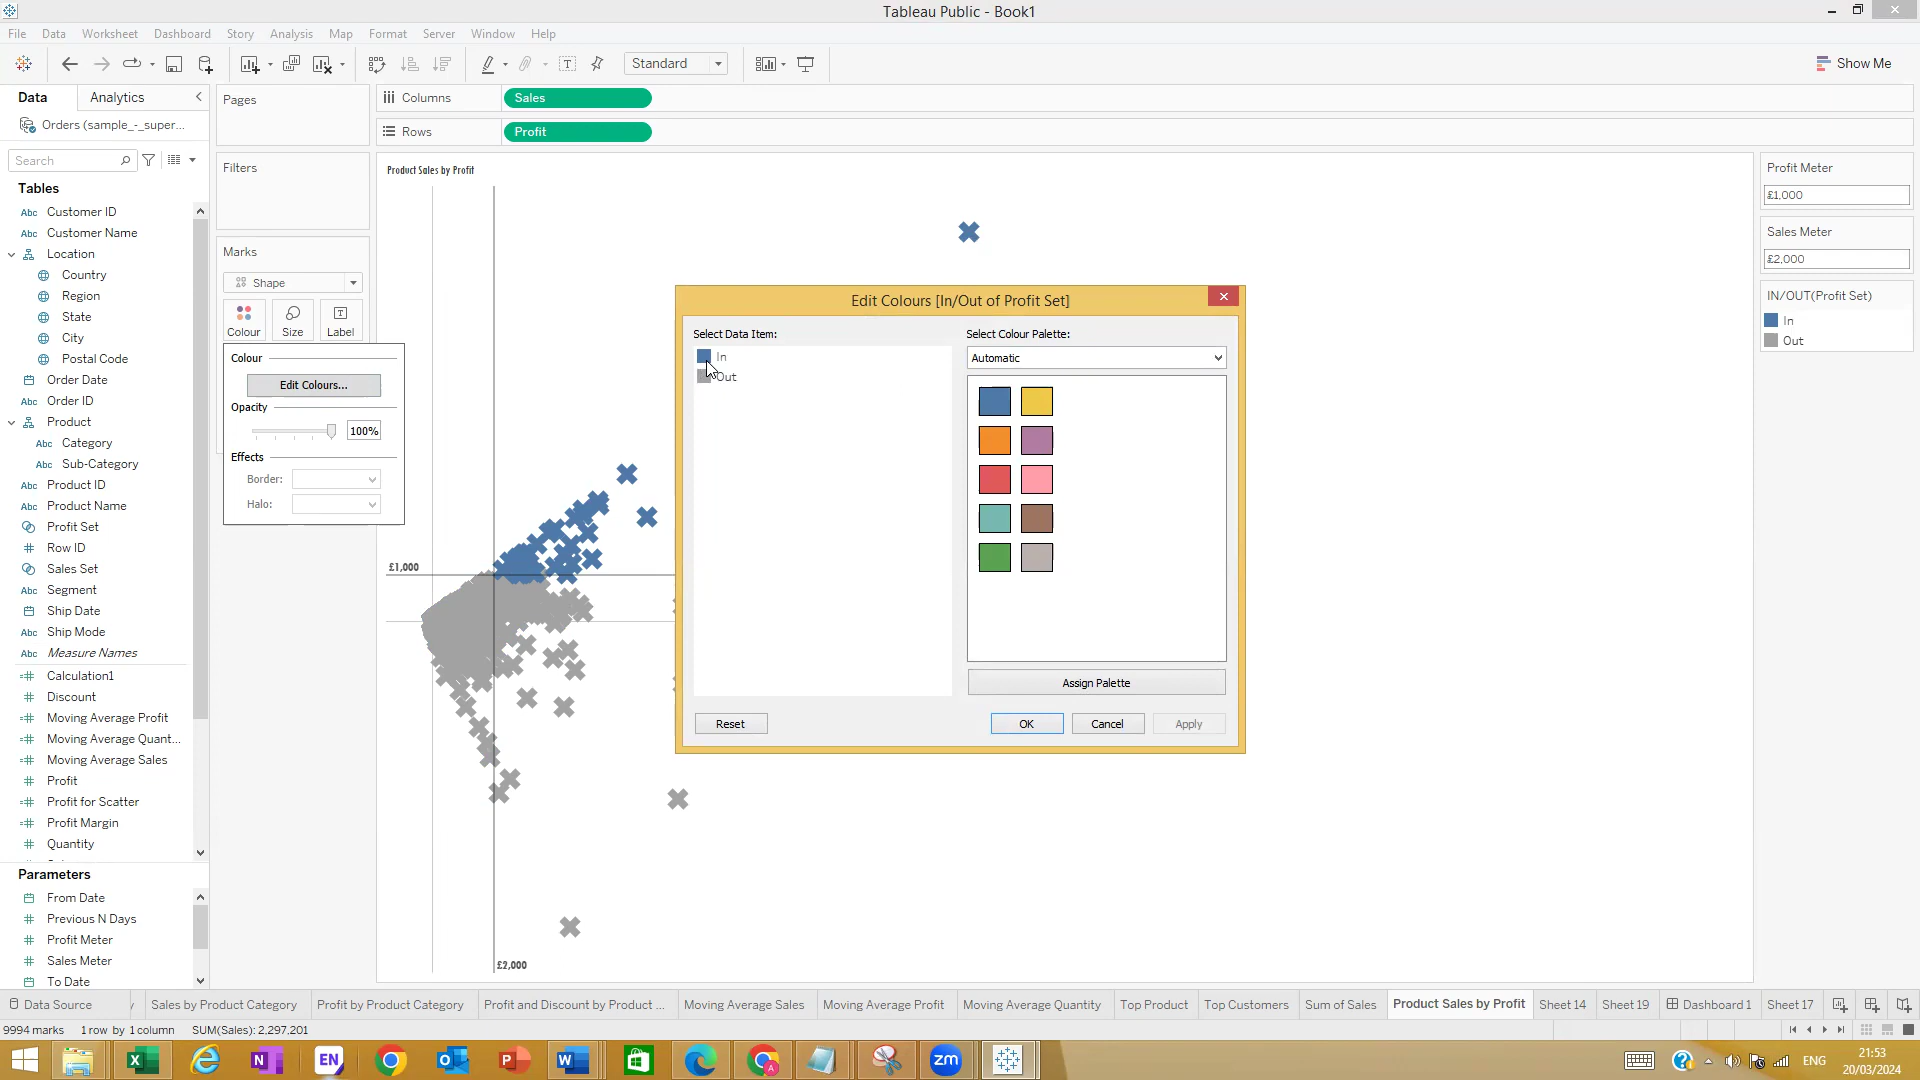 Tableau Public - Book1
File Data Worksheet Dashboard Story Analysis Map Format Server Window Help
Standard
Show Me
Data Analytics
Orders (sample_-_super...
Search
Tables
Customer ID
Customer Name
Location
Country
Region
State
City
Postal Code
Order Date
Order ID
Product
Category
Sub-Category
Product ID
Product Name
Profit Set
Row ID
Sales Set
Segment
Ship Date
Ship Mode
Measure Names
Calculation1
Discount
Moving Average Profit
Moving Average Quant...
Moving Average Sales
Profit
Profit for Scatter
Profit Margin
Quantity
Parameters
From Date
Previous N Days
Profit Meter
Sales Meter
To Date
Pages
Filters
Marks
Shape
Colour Size Label
Colour
Edit Colours...
Opacity
100%
Effects
Border:
Halo:
Columns Sales
Rows Profit
Product Sales by Profit
£1,000
£2,000
Edit Colours [In/Out of Profit Set]
Select Data Item:
In
Out
Select Colour Palette:
Automatic
Assign Palette
Reset OK Cancel Apply
Profit Meter
£1,000
Sales Meter
£2,000
IN/OUT(Profit Set)
In
Out
Data Source Sales by Product Category Profit by Product Category Profit and Discount by Product ... Moving Average Sales Moving Average Profit Moving Average Quantity Top Product Top Customers Sum of Sales Product Sales by Profit Sheet 14 Sheet 19 Dashboard 1 Sheet 17
9994 marks 1 row by 1 column SUM(Sales): 2,297,201
EN
zm
ENG
21:53
20/03/2024